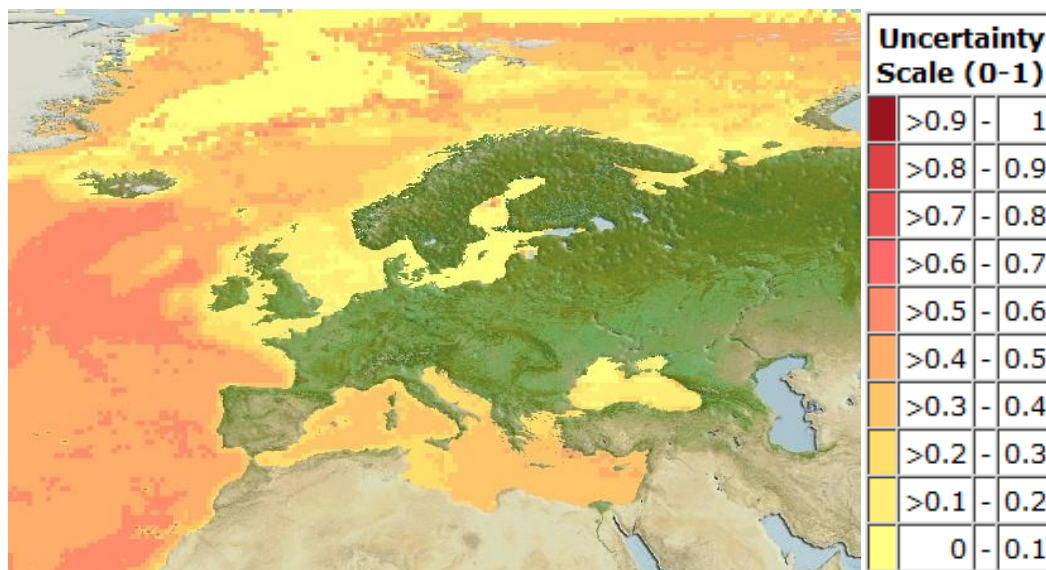 Uncertainty
Scale (0-1)
>0.9 - 1
>0.8 - 0.9
>0.7 - 0.8
>0.6 - 0.7
>0.5 - 0.6
>0.4 - 0.5
>0.3 - 0.4
>0.2 - 0.3
>0.1 - 0.2
0 - 0.1